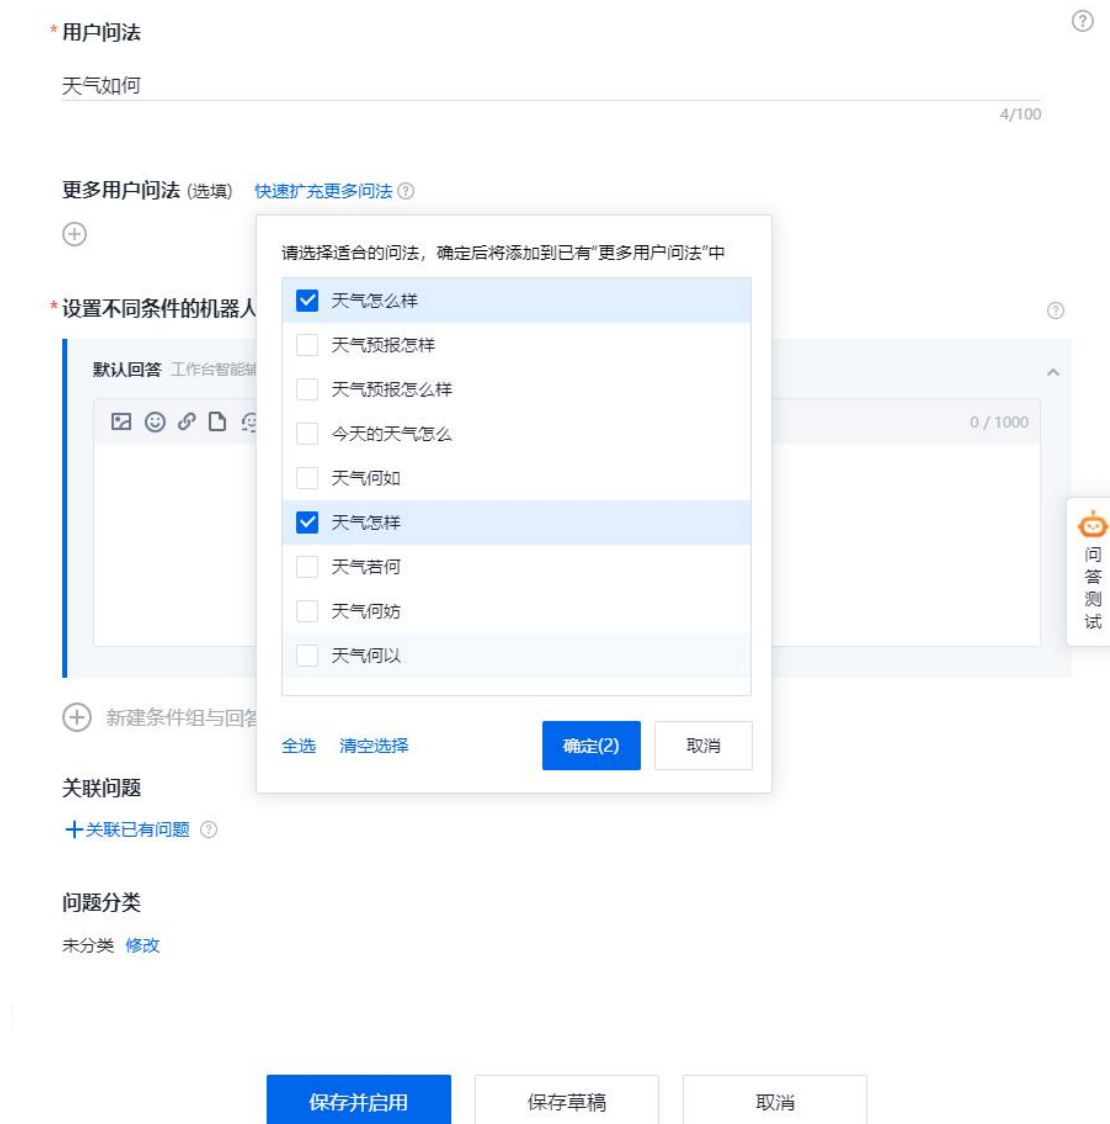 *用户问法
天气如何
4/100
更多用户问法 (选填) 快速扩充更多问法
请选择适合的问法，确定后将添加到已有“更多用户问法”中
天气怎么样
天气预报怎样
天气预报怎么样
今天的天气怎么
天气何如
天气怎样
天气若何
天气何妨
天气何以
全选 清空选择 确定(2) 取消
*设置不同条件的机器人
默认回答 工作台智能
0 / 1000
新建条件组与回
关联问题
+关联已有问题
问题分类
未分类 修改
保存并启用 保存草稿 取消
问
答
测
试